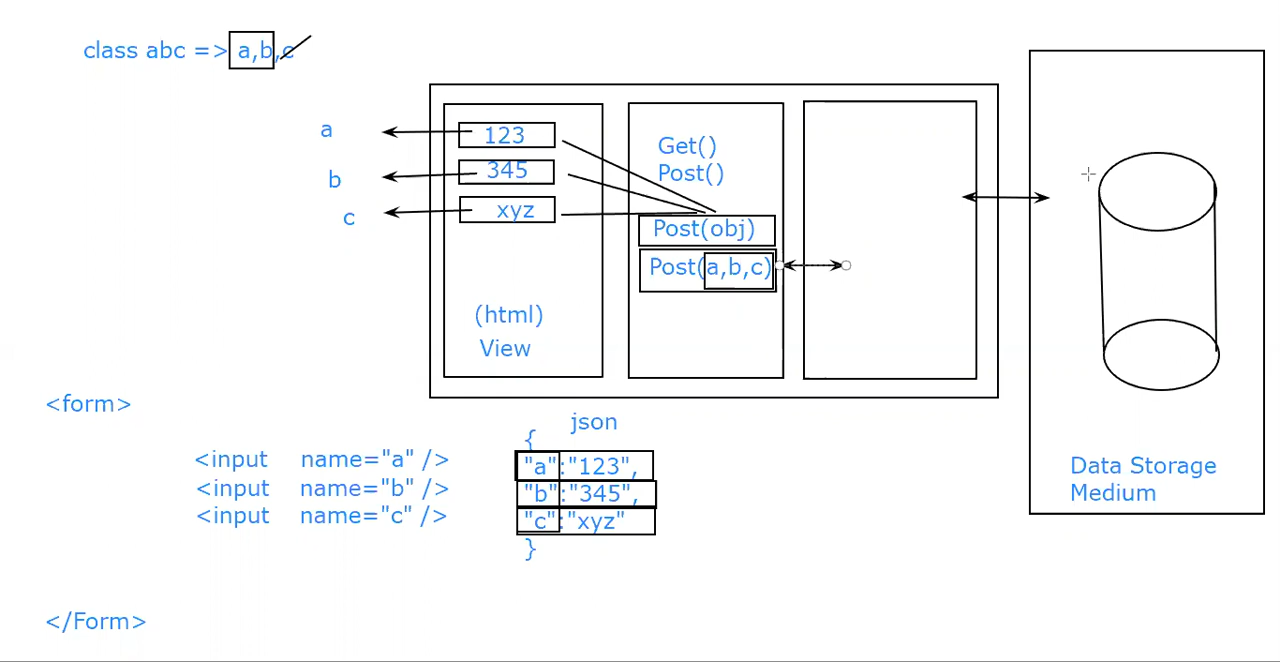 class abc => a,b,c
a
b
c
123
345
xyz
(html)
View
Get()
Post()
Post(obj)
Post(a,b,c)
Data Storage
Medium
<form>
<input name="a" />
<input name="b" />
<input name="c" />
</Form>
json
{
"a":"123",
"b":"345",
"c":"xyz"
}